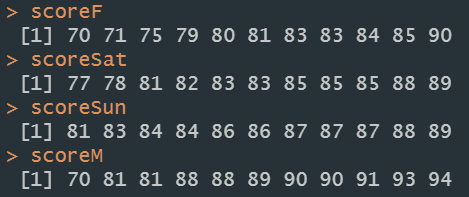 > scoreF
[1] 70 71 75 79 80 81 83 83 84 85 90
> scoreSat
[1] 77 78 81 82 83 83 85 85 85 88 89
> scoreSun
[1] 81 83 84 84 86 86 87 87 87 88 89
> scoreM
[1] 70 81 81 88 88 89 90 90 91 93 94